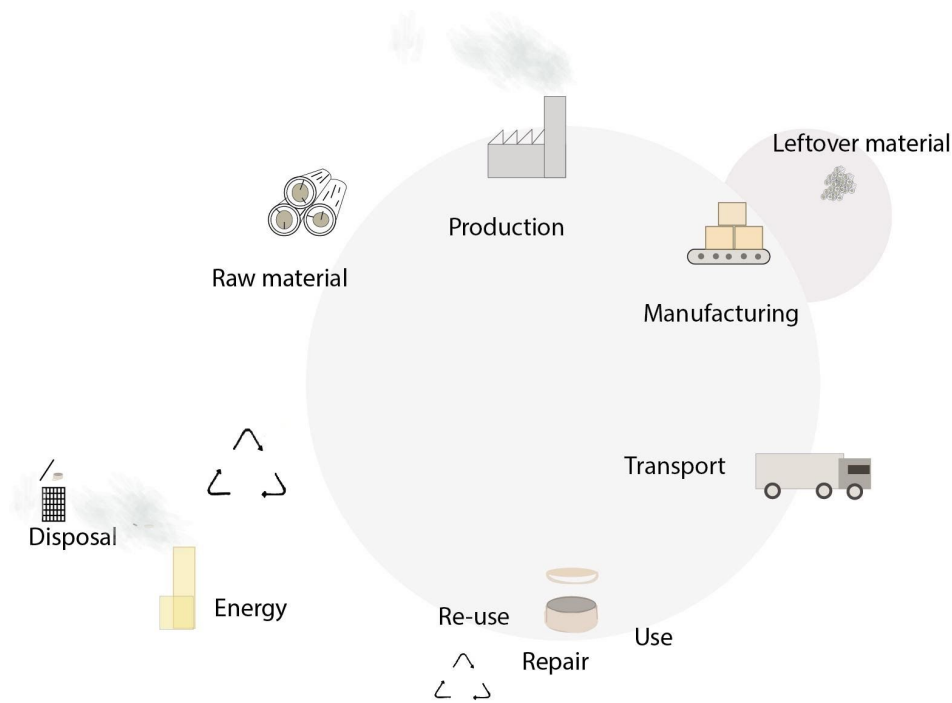 Leftover material
Production
Raw material
Manufacturing
Transport
Disposal
Energy
Re-use
Use
Repair